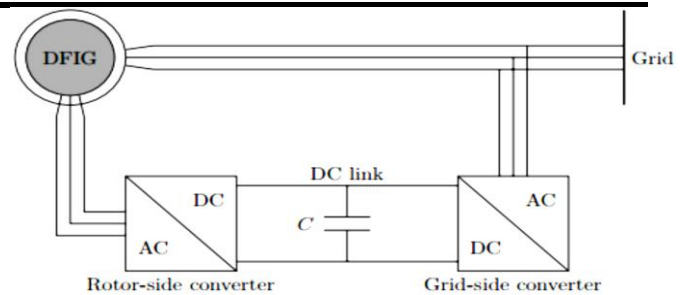 DFIG
Grid
DC link
DC
AC
C
AC
DC
Rotor-side converter
Grid-side converter